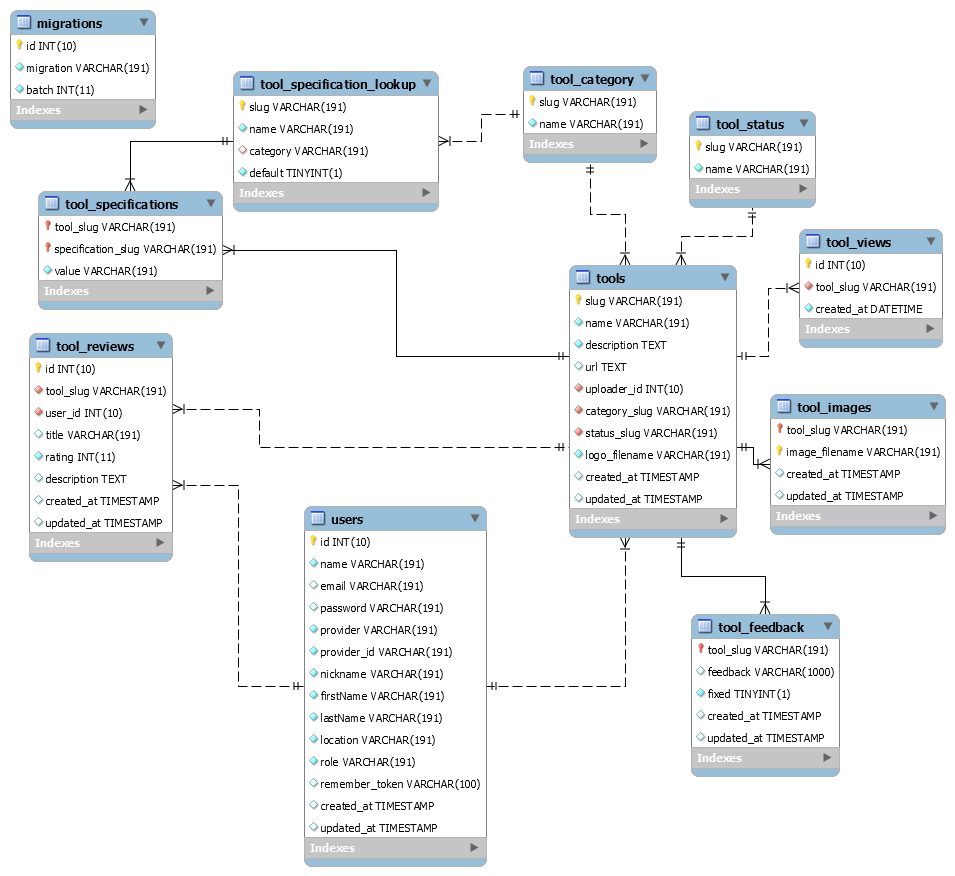 migrations
id INT(10)
migration VARCHAR(191)
batch INT(11)
Indexes
tool_specification_lookup
slug VARCHAR(191)
name VARCHAR(191)
category VARCHAR(191)
default TINYINT(1)
Indexes
tool_category
slug VARCHAR(191)
name VARCHAR(191)
Indexes
tool_status
slug VARCHAR(191)
name VARCHAR(191)
Indexes
tool_specifications
tool_slug VARCHAR(191)
specification_slug VARCHAR(191)
value VARCHAR(191)
Indexes
tool_views
id INT(10)
tool_slug VARCHAR(191)
created_at DATETIME
Indexes
tools
slug VARCHAR(191)
name VARCHAR(191)
description TEXT
url TEXT
uploader_id INT(10)
category_slug VARCHAR(191)
status_slug VARCHAR(191)
logo_filename VARCHAR(191)
created_at TIMESTAMP
updated_at TIMESTAMP
Indexes
tool_reviews
id INT(10)
tool_slug VARCHAR(191)
user_id INT(10)
title VARCHAR(191)
rating INT(11)
description TEXT
created_at TIMESTAMP
updated_at TIMESTAMP
Indexes
tool_images
tool_slug VARCHAR(191)
image_filename VARCHAR(191)
created_at TIMESTAMP
updated_at TIMESTAMP
Indexes
users
id INT(10)
name VARCHAR(191)
email VARCHAR(191)
password VARCHAR(191)
provider VARCHAR(191)
provider_id VARCHAR(191)
nickname VARCHAR(191)
firstName VARCHAR(191)
lastName VARCHAR(191)
location VARCHAR(191)
role VARCHAR(191)
remember_token VARCHAR(100)
created_at TIMESTAMP
updated_at TIMESTAMP
Indexes
tool_feedback
tool_slug VARCHAR(191)
feedback VARCHAR(1000)
fixed TINYINT(1)
created_at TIMESTAMP
updated_at TIMESTAMP
Indexes